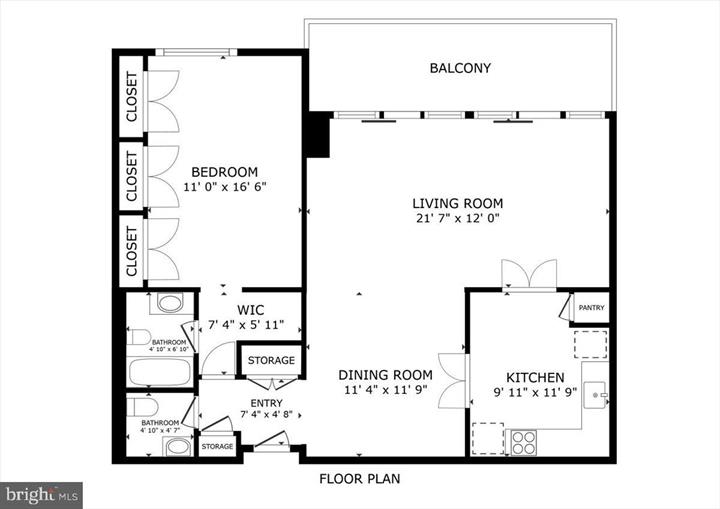 BALCONY
CLOSET
CLOSET
CLOSET
BEDROOM
11' 0" x 16' 6"
LIVING ROOM
21' 7" x 12' 0"
WIC
7' 4" x 5' 11"
PANTRY
BATHROOM
4' 10" x 6' 10"
STORAGE
DINING ROOM
11' 4" x 11' 9"
KITCHEN
9' 11" x 11' 9"
ENTRY
7' 4" x 4' 8"
BATHROOM
4' 10" x 4' 7"
STORAGE
FLOOR PLAN
bright MLS